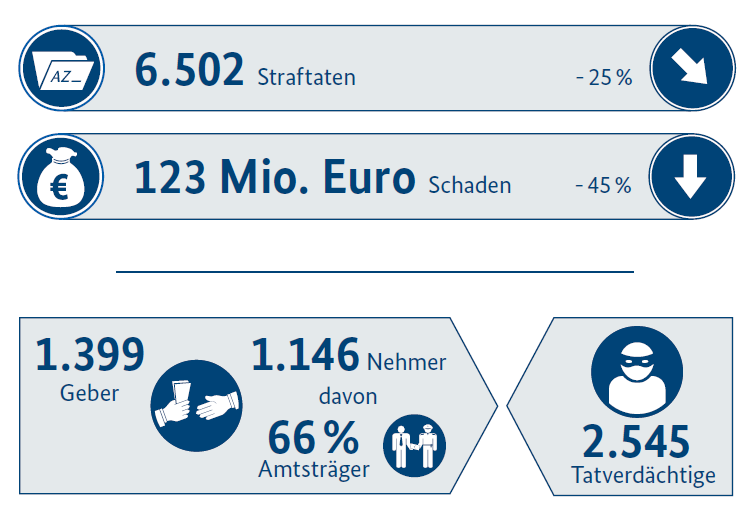 AZ_
6.502 Straftaten - 25 %
€
123 Mio. Euro Schaden - 45 %
1.399
Geber
1.146 Nehmer
davon
66 %
Amtsträger
2.545
Tatverdächtige